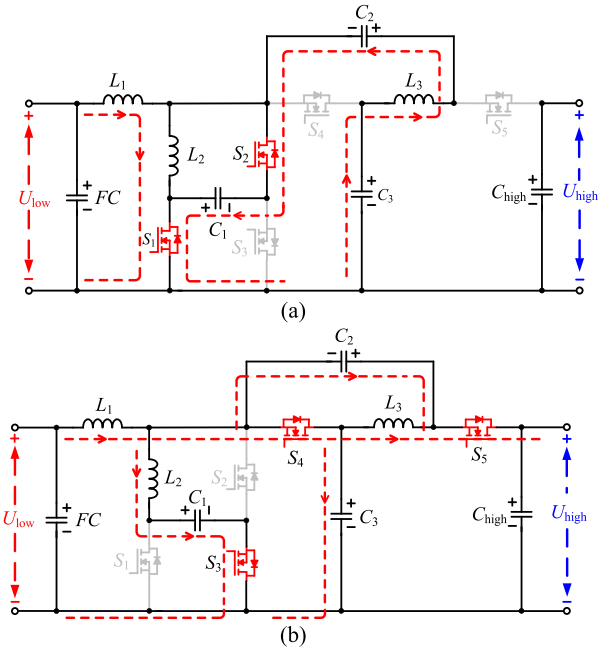 C2
− +
L1
L3
S4
S5
+
L2
S2
+
+
+
+
Ulow
FC
−
C3
−
Chigh
−
Uhigh
+ −
S1
C1
S3
−
−
(a)
C2
− +
L1
L3
S4
S5
+
L2
S2
+
C1
+ −
+
+
+
Ulow
FC
−
C3
−
Chigh
−
Uhigh
S1
S3
−
−
(b)